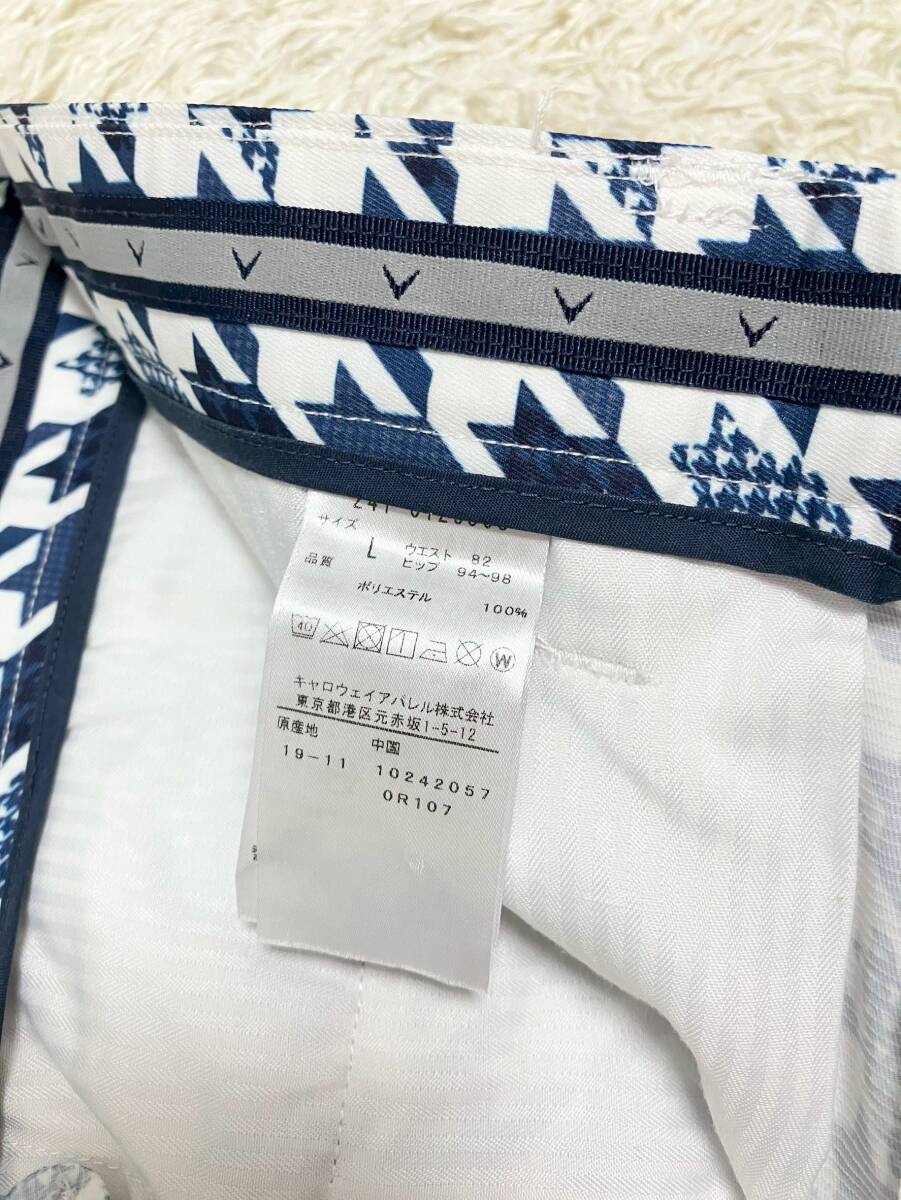 サイズ
L ウエスト 82
ヒップ 94~98
品質
ポリエステル 100%
40
W
キャロウェイアパレル株式会社
東京都港区元赤坂1-5-12
原産地 中国
19-11 10242057
0R107